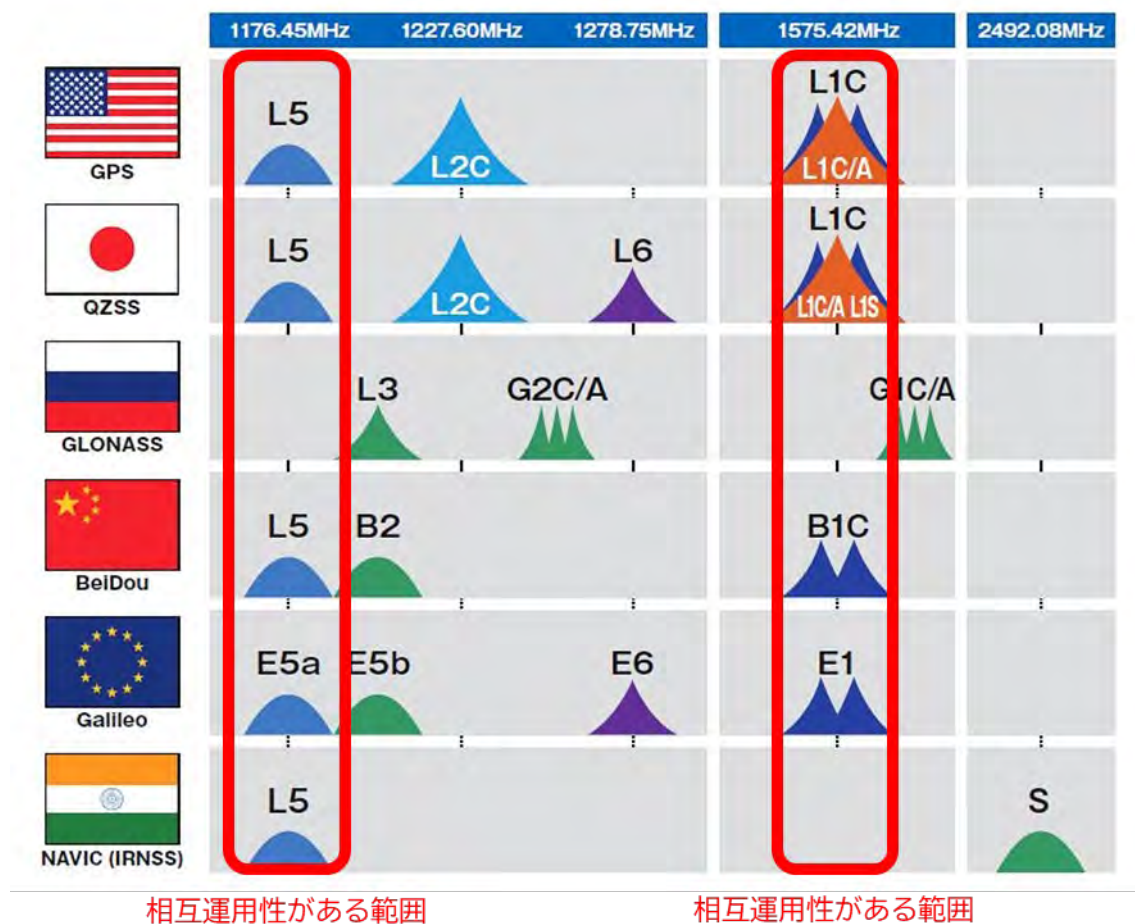 1176.45MHz 1227.60MHz 1278.75MHz 1575.42MHz 2492.08MHz
GPS
L5
L2C
L1C
L1C/A
QZSS
L5
L2C
L6
L1C
L1C/A L1S
GLONASS
L3
G2C/A
G1C/A
BeiDou
L5
B2
B1C
Galileo
E5a
E5b
E6
E1
NAVIC (IRNSS)
L5
S
相互運用性がある範囲
相互運用性がある範囲